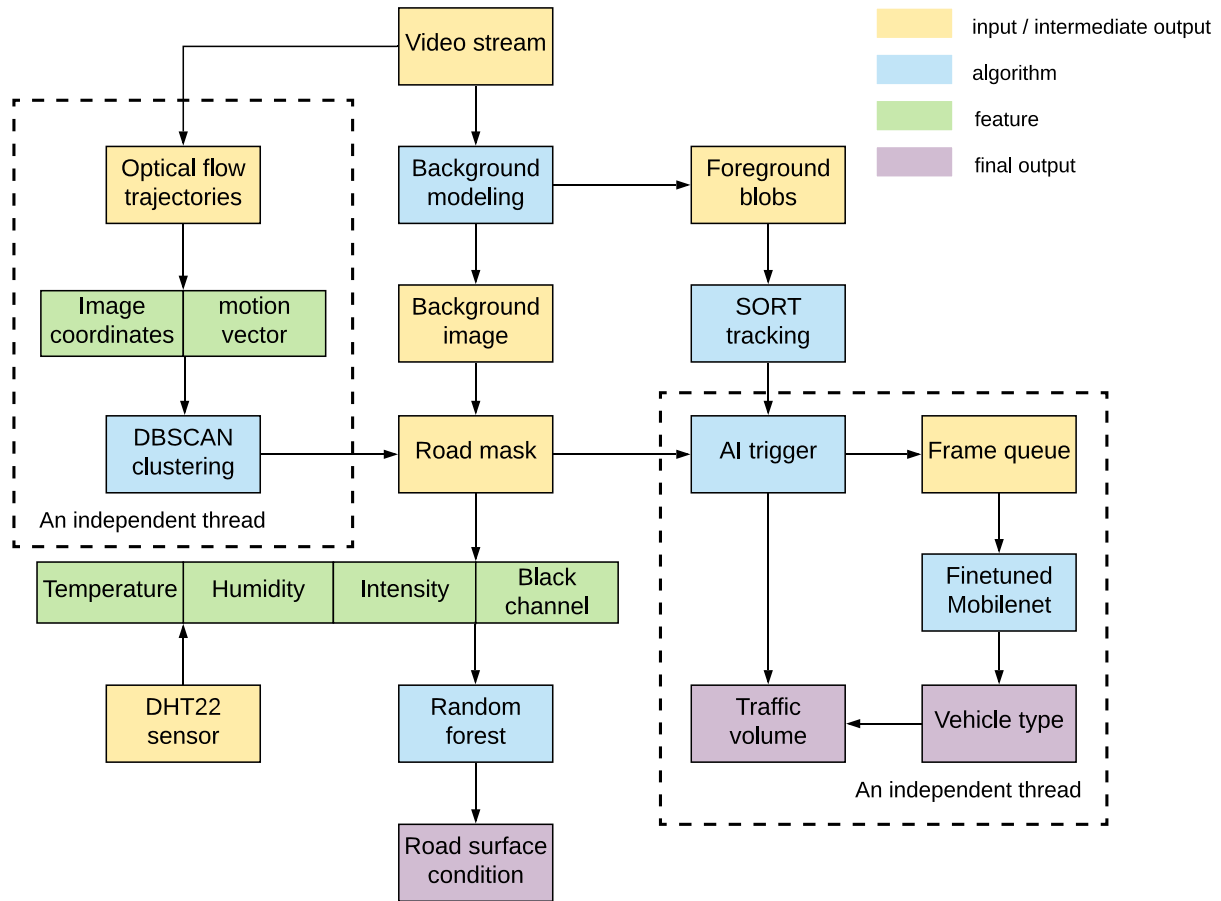 Video stream
input / intermediate output
algorithm
feature
final output
Optical flow
trajectories
Background
modeling
Foreground
blobs
Image
coordinates
motion
vector
Background
image
SORT
tracking
DBSCAN
clustering
Road mask
AI trigger
Frame queue
An independent thread
Temperature
Humidity
Intensity
Black
channel
Finetuned
Mobilenet
DHT22
sensor
Random
forest
Traffic
volume
Vehicle type
An independent thread
Road surface
condition